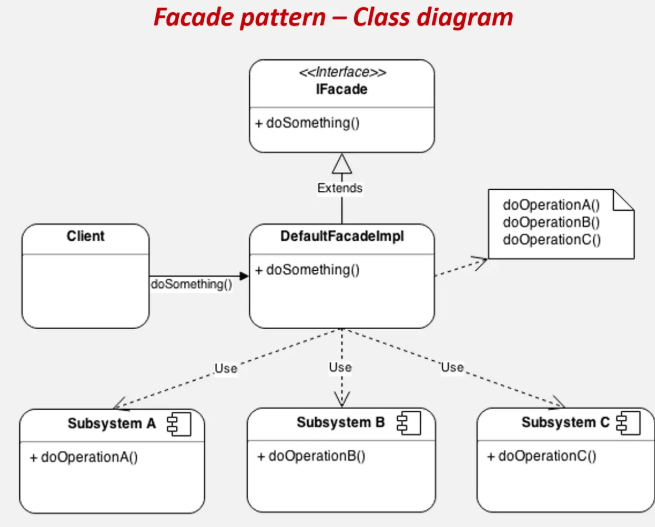 Facade pattern – Class diagram
<<Interface>>
IFacade
+ doSomething()
Extends
doOperationA()
doOperationB()
doOperationC()
Client
DefaultFacadeImpl
+ doSomething()
doSomething()
Use
Use
Use
Subsystem A
+ doOperationA()
Subsystem B
+ doOperationB()
Subsystem C
+ doOperationC()